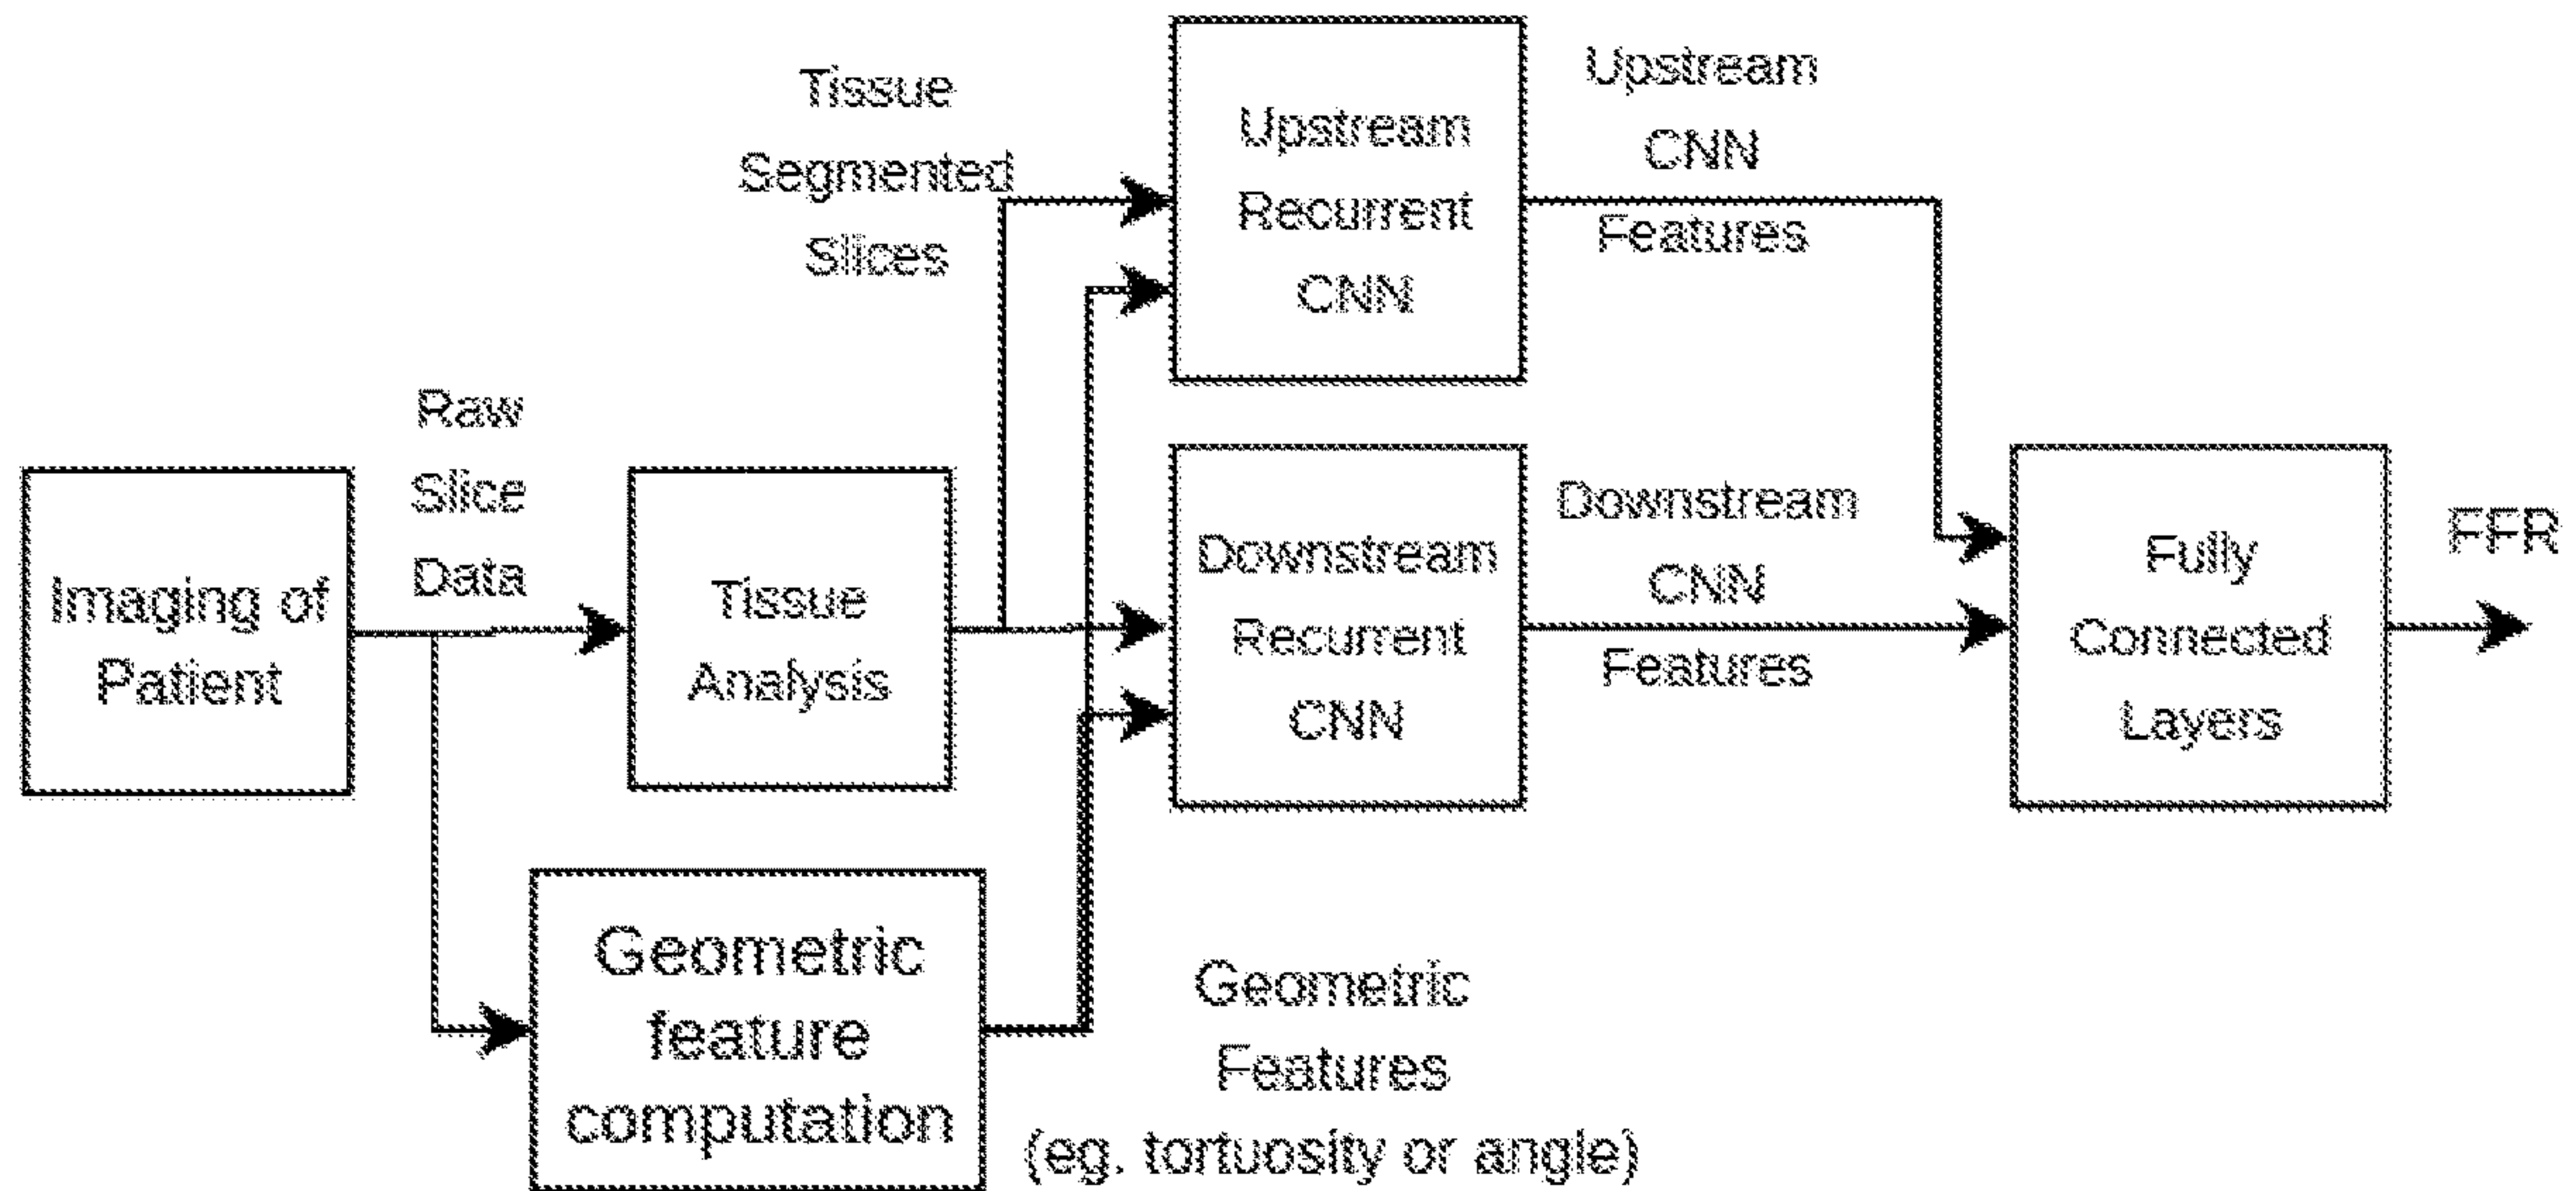 Imaging of
Patient
Raw
Slice
Data
Tissue
Analysis
Geometric
feature
computation
Tissue
Segmented
Slices
Geometric
Features
(eg. tortuosity or angle)
Upstream
Recurrent
CNN
Downstream
Recurrent
CNN
Upstream
CNN
Features
Downstream
CNN
Features
Fully
Connected
Layers
FFR